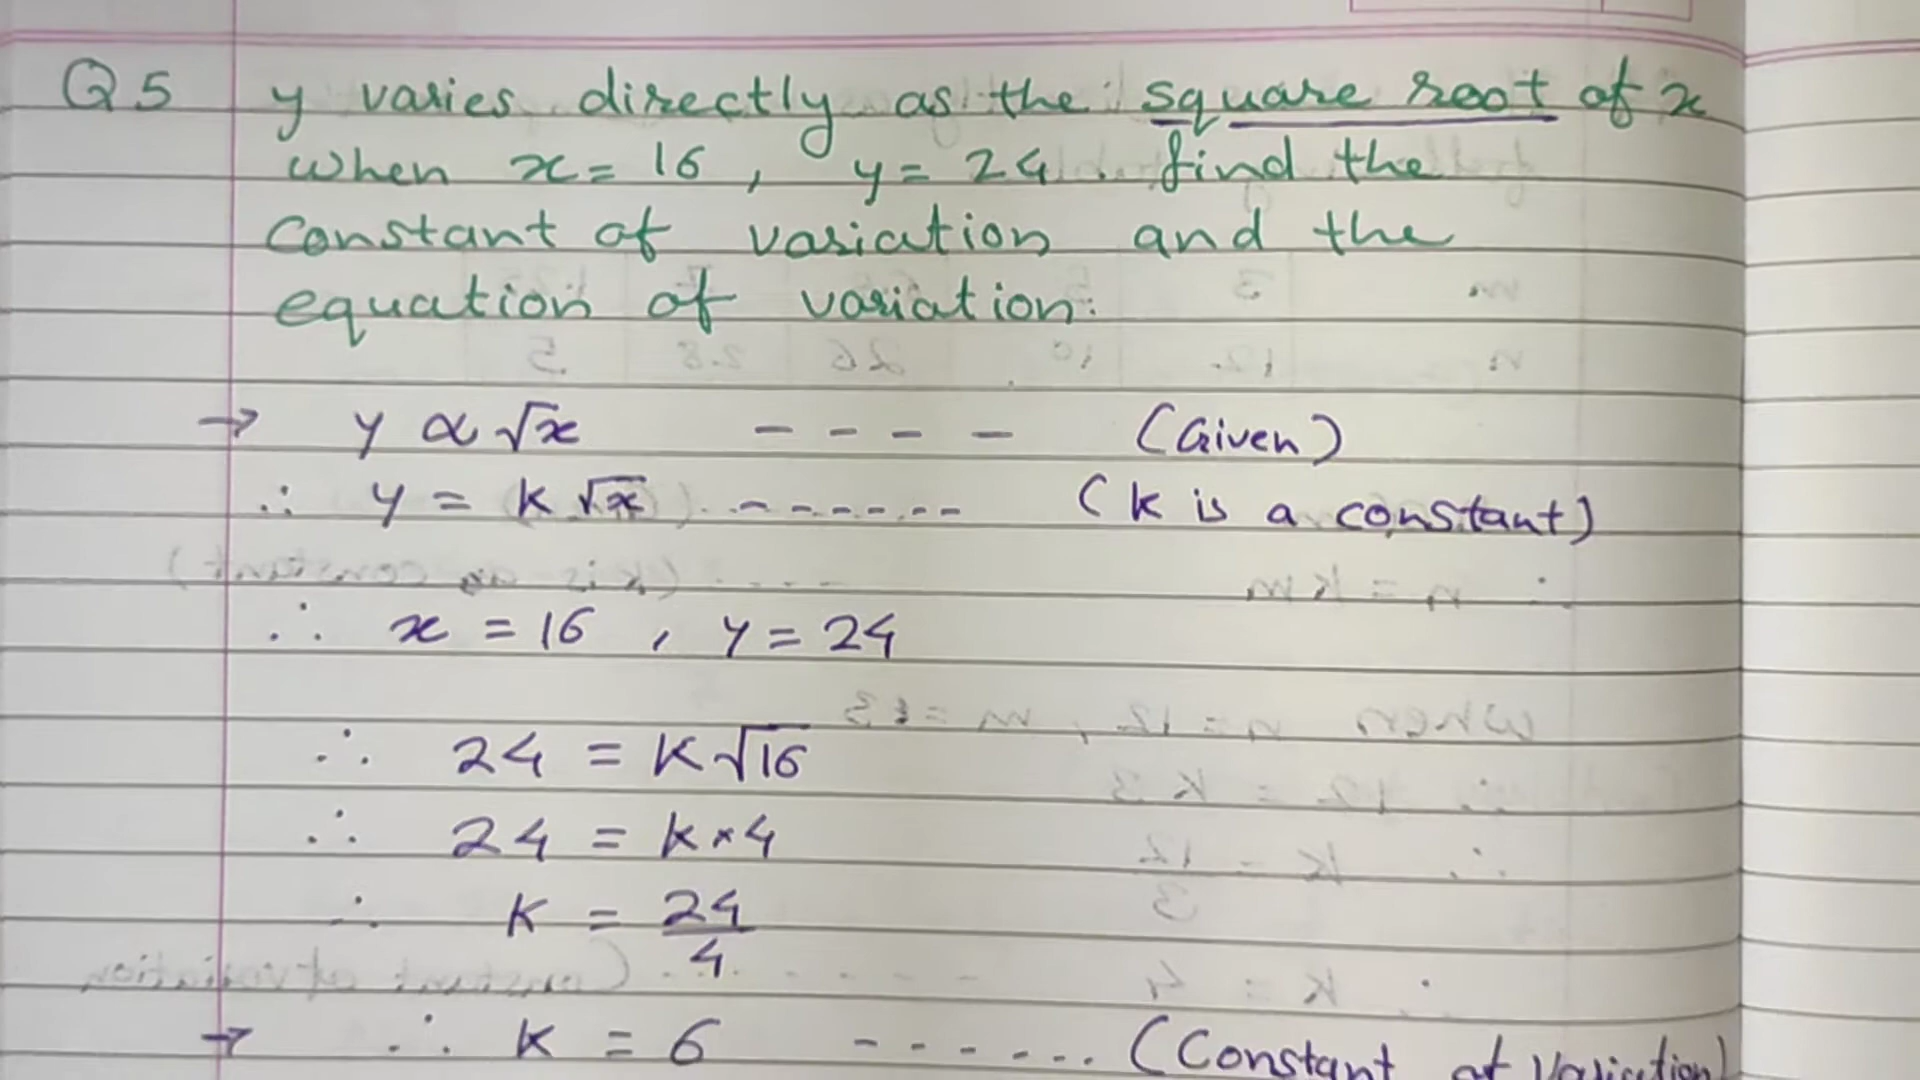 Q5 y varies directly as the square root of x
when x = 16 , y = 24 . find the
constant of variation and the
equation of variation.
→ y ∝ √x - - - - (Given)
∴ y = k √x - - - - - - (k is a constant)
∴ x = 16 , y = 24
∴ 24 = k√16
∴ 24 = k × 4
∴ k = 24/4
→ ∴ k = 6 - - - - - - (Constant of variation)